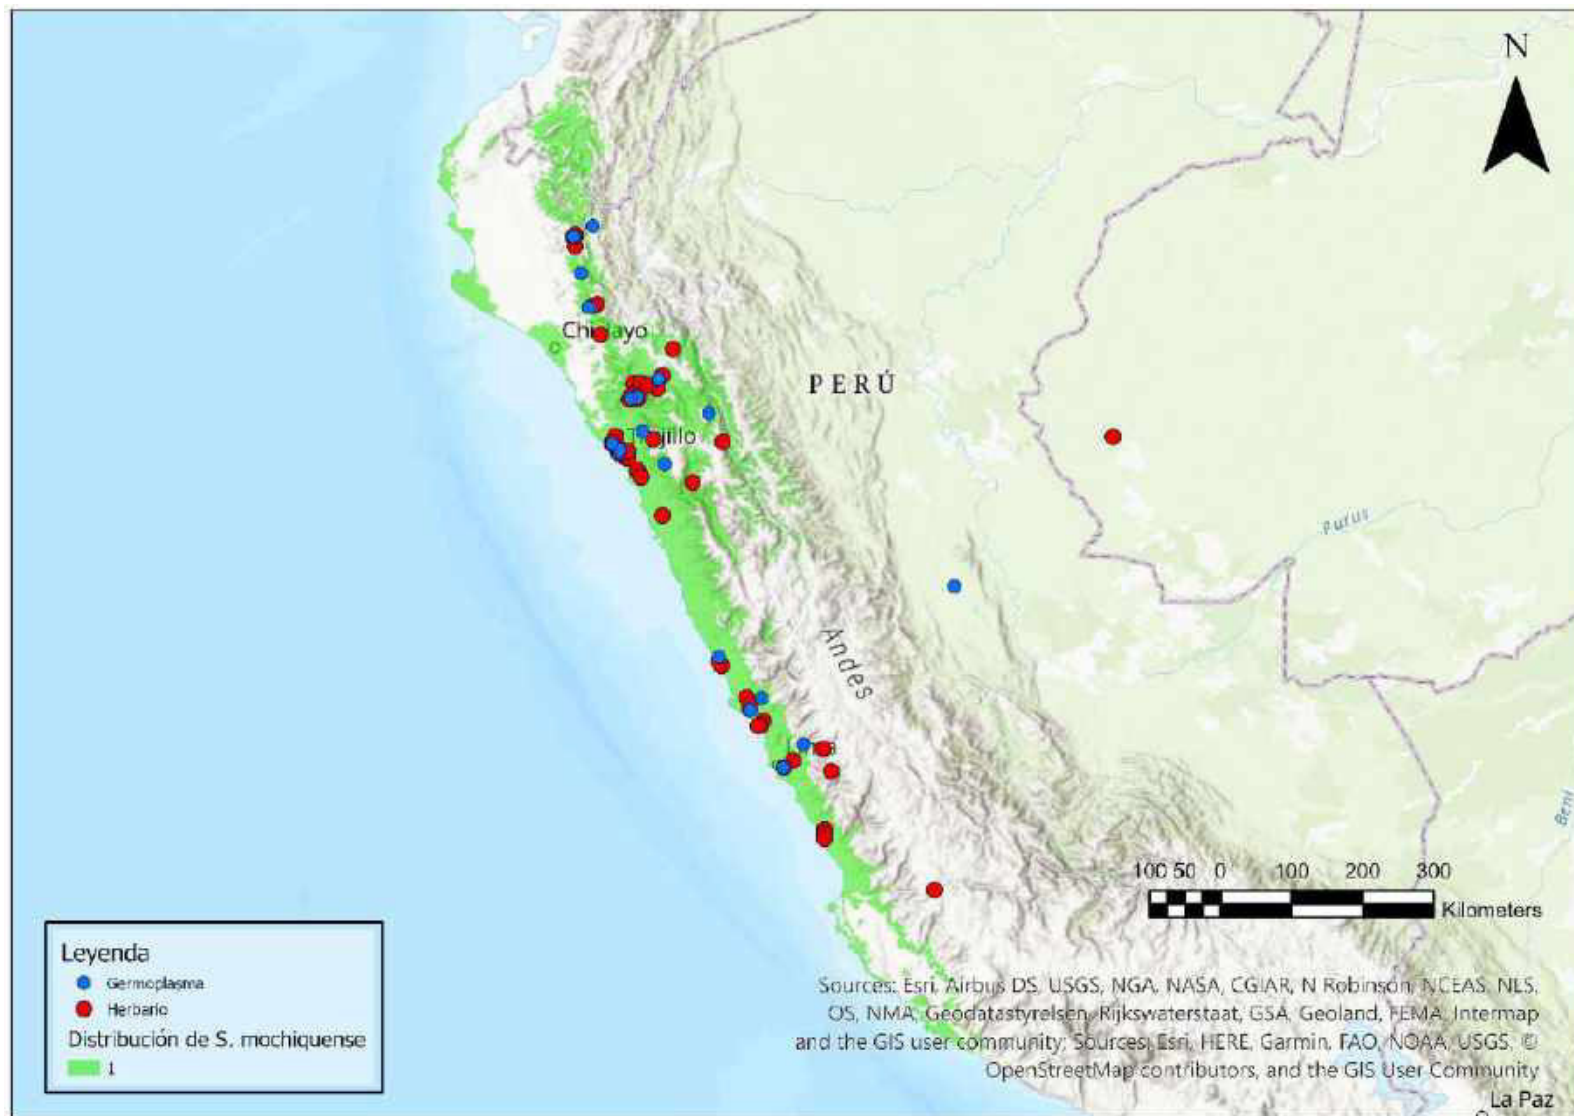 N
Chiclayo
PERÚ
Trujillo
Purus
Andes
Lima
Beni
100 50 0 100 200 300
Kilometers
Leyenda
Germoplasma
Herbario
Distribución de S. mochiquense
1
Sources: Esri, Airbus DS, USGS, NGA, NASA, CGIAR, N Robinson, NCEAS, NLS,
OS, NMA, Geodatastyrelsen, Rijkswaterstaat, GSA, Geoland, FEMA, Intermap
and the GIS user community; Sources: Esri, HERE, Garmin, FAO, NOAA, USGS, ©
OpenStreetMap contributors, and the GIS User Community
La Paz